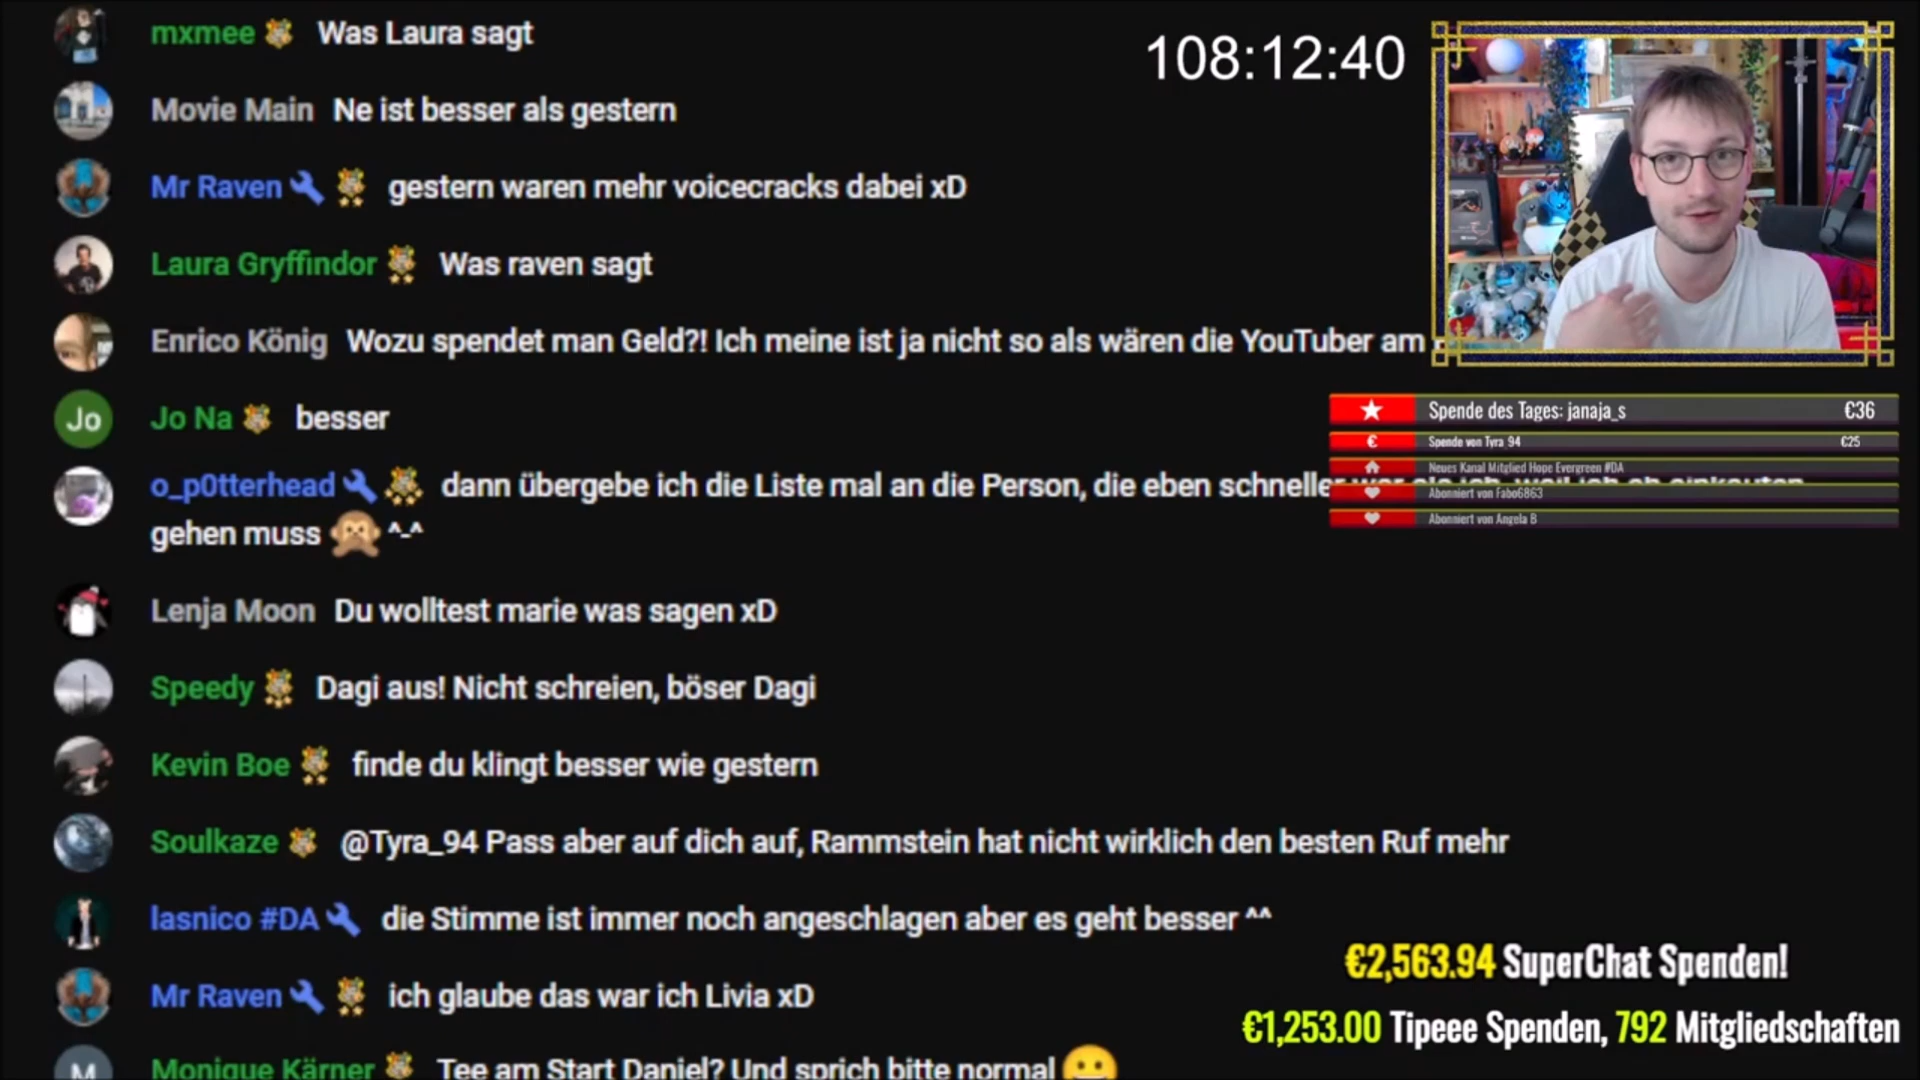 mxmee Was Laura sagt
108:12:40
Movie Main Ne ist besser als gestern
Mr Raven gestern waren mehr voicecracks dabei xD
Laura Gryffindor Was raven sagt
Enrico König Wozu spendet man Geld?! Ich meine ist ja nicht so als wären die YouTuber am
Spende des Tages: janaja_s €36
Jo Jo Na besser
Spende von Tyra_94 €25
Neues Kanal Mitglied Hope Evergreen #DA
o_p0tterhead dann übergebe ich die Liste mal an die Person, die eben schneller
Abonniert von Fabo6863
Abonniert von Angela B
gehen muss ^-^
Lenja Moon Du wolltest marie was sagen xD
Speedy Dagi aus! Nicht schreien, böser Dagi
Kevin Boe finde du klingt besser wie gestern
Soulkaze @Tyra_94 Pass aber auf dich auf, Rammstein hat nicht wirklich den besten Ruf mehr
lasnico #DA die Stimme ist immer noch angeschlagen aber es geht besser ^^
€2,563.94 SuperChat Spenden!
Mr Raven ich glaube das war ich Livia xD
€1,253.00 Tipeee Spenden, 792 Mitgliedschaften
M Monique Kärner Tee am Start Daniel? Und sprich bitte normal